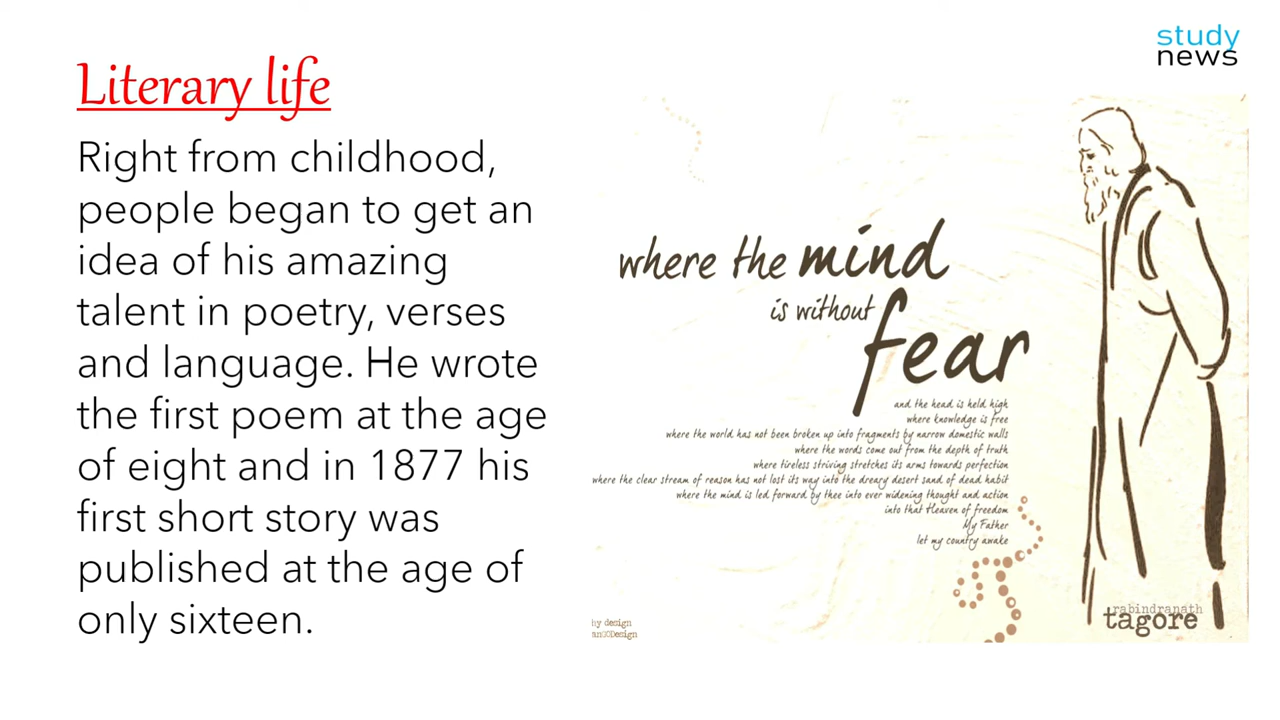 study
news
Literary life
Right from childhood,
people began to get an
idea of his amazing
talent in poetry, verses
and language. He wrote
the first poem at the age
of eight and in 1877 his
first short story was
published at the age of
only sixteen.
where the mind
is without
fear
and the head is held high
where knowledge is free
where the world has not been broken up into fragments by narrow domestic walls
where the words come out from the depth of truth
where tireless striving stretches its arms towards perfection
where the clear stream of reason has not lost its way into the dreary desert sand of dead habit
where the mind is led forward by thee into ever widening thought and action
into that Heaven of freedom
My Father
let my country awake
by design
rabindranath
tagore